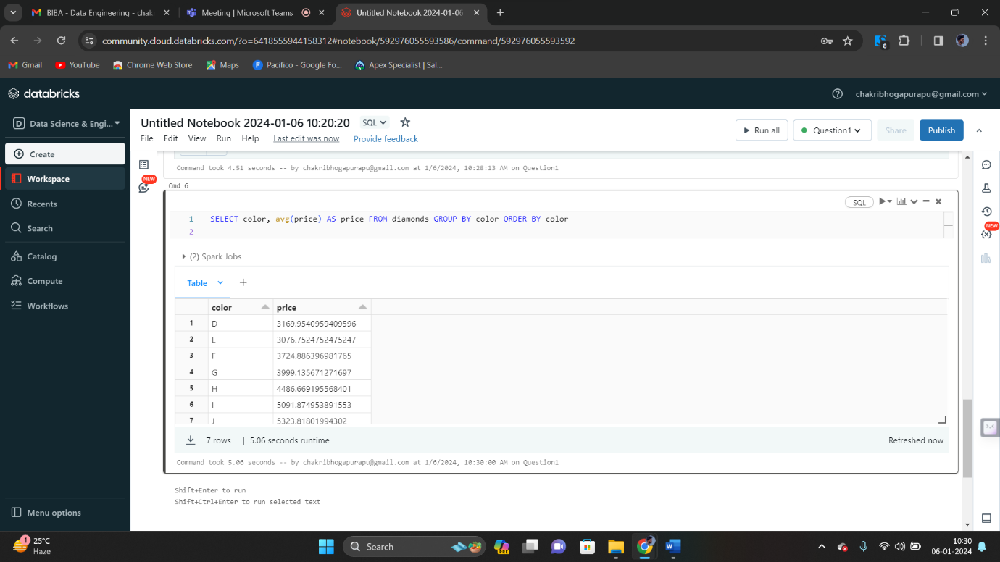 BIBA - Data Engineering - chakr
Meeting | Microsoft Teams
Untitled Notebook 2024-01-06
community.cloud.databricks.com/?o=6418555944158312#notebook/592976055593586/command/592976055593592
8
Gmail
YouTube
Chrome Web Store
Maps
Pacifico - Google Fo...
Apex Specialist | Sal...
databricks
chakribhogapurapu@gmail.com
D Data Science & Engi...
Untitled Notebook 2024-01-06 10:20:20
SQL
File Edit View Run Help Last edit was now Provide feedback
Run all
Question1
Share
Publish
Create
Workspace
Recents
Search
Catalog
Compute
Workflows
Menu options
NEW
Command took 4.51 seconds -- by chakribhogapurapu@gmail.com at 1/6/2024, 10:28:13 AM on Question1
Cmd 6
SQL
1 SELECT color, avg(price) AS price FROM diamonds GROUP BY color ORDER BY color
2
(2) Spark Jobs
Table +
color price
1 D 3169.9540959409596
2 E 3076.7524752475247
3 F 3724.886396981765
4 G 3999.135671271697
5 H 4486.669195568401
6 I 5091.874953891553
7 J 5323.81801994302
7 rows | 5.06 seconds runtime
Refreshed now
Command took 5.06 seconds -- by chakribhogapurapu@gmail.com at 1/6/2024, 10:30:00 AM on Question1
Shift+Enter to run
Shift+Ctrl+Enter to run selected text
NEW
1
25°C
Haze
Search
PRE
W
10:30
06-01-2024